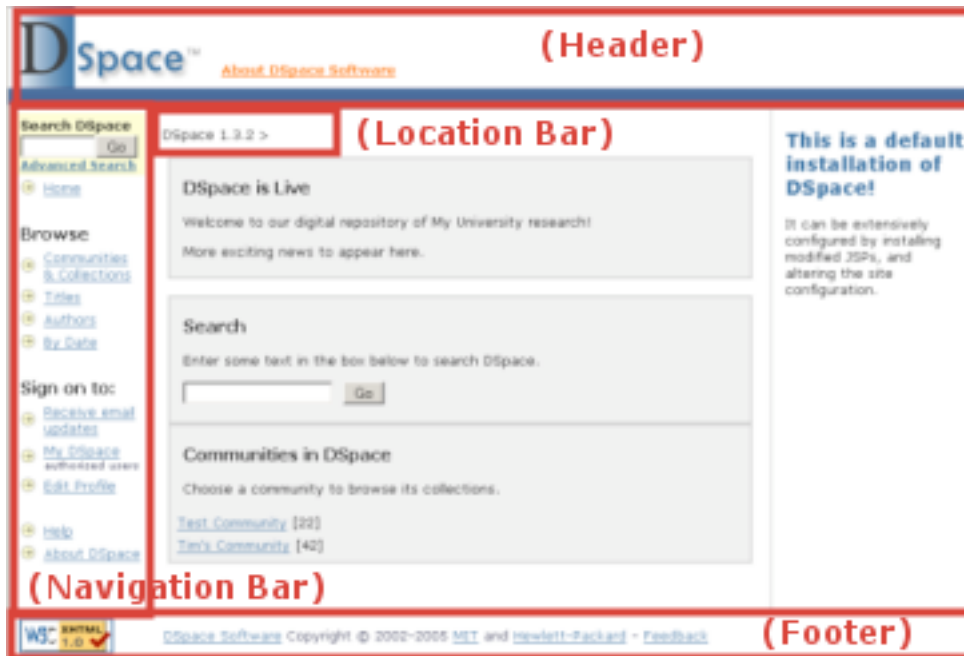 DSpace™
About DSpace Software
(Header)
Search DSpace
Go
Advanced Search
Home
Browse
Communities
& Collections
Titles
Authors
By Date
Sign on to:
Receive email
updates
My DSpace
authorized users
Edit Profile
Help
About DSpace
(Navigation Bar)
DSpace 1.3.2 >
(Location Bar)
DSpace is Live
Welcome to our digital repository of My University research!
More exciting news to appear here.
Search
Enter some text in the box below to search DSpace.
Go
Communities in DSpace
Choose a community to browse its collections.
Test Community [22]
Tim's Community [42]
This is a default
installation of
DSpace!
It can be extensively
configured by installing
modified JSPs, and
altering the site
configuration.
W3C XHTML 1.0
DSpace Software Copyright © 2002-2005 MIT and Hewlett-Packard - Feedback
(Footer)